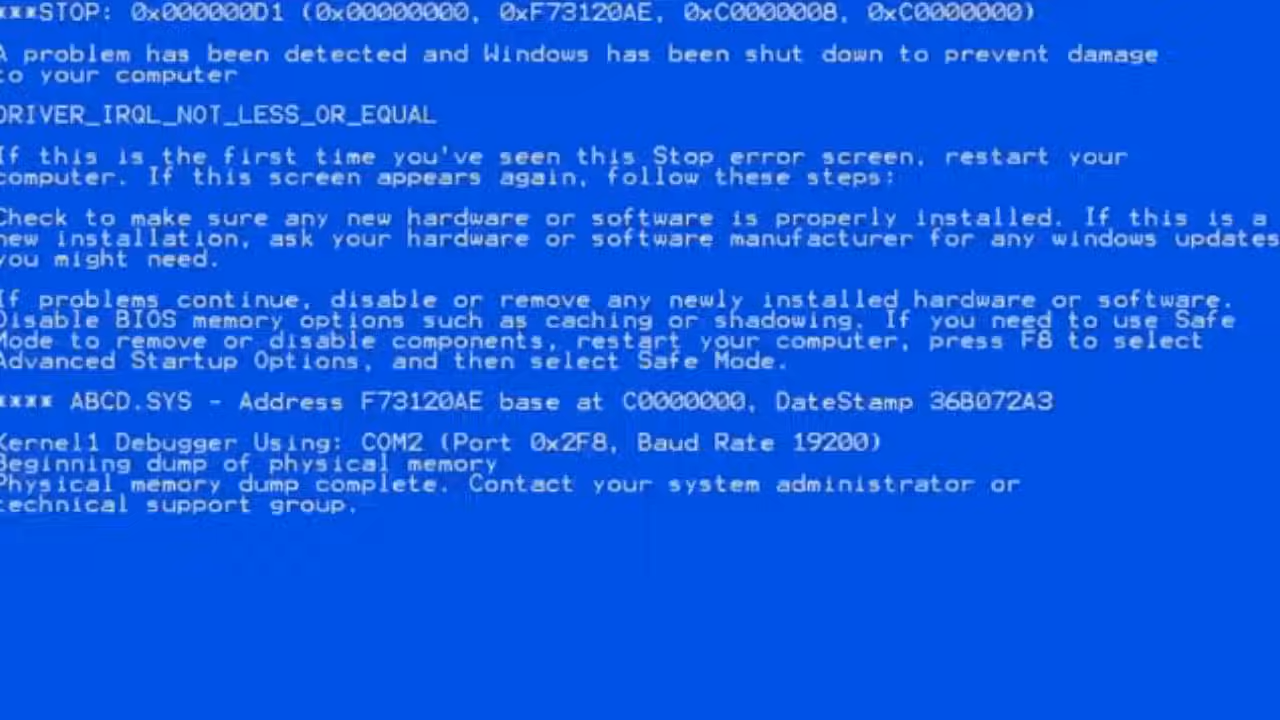 ***STOP: 0x000000D1 (0x00000000, 0xF73120AE, 0xC0000008, 0xC0000000)
A problem has been detected and Windows has been shut down to prevent damage
to your computer
DRIVER_IRQL_NOT_LESS_OR_EQUAL
If this is the first time you've seen this Stop error screen, restart your
computer. If this screen appears again, follow these steps:
Check to make sure any new hardware or software is properly installed. If this is a
new installation, ask your hardware or software manufacturer for any windows updates
you might need.
If problems continue, disable or remove any newly installed hardware or software.
Disable BIOS memory options such as caching or shadowing. If you need to use Safe
Mode to remove or disable components, restart your computer, press F8 to select
Advanced Startup Options, and then select Safe Mode.
**** ABCD.SYS - Address F73120AE base at C0000000, DateStamp 36B072A3
Kernel1 Debugger Using: COM2 (Port 0x2F8, Baud Rate 19200)
Beginning dump of physical memory
Physical memory dump complete. Contact your system administrator or
technical support group.